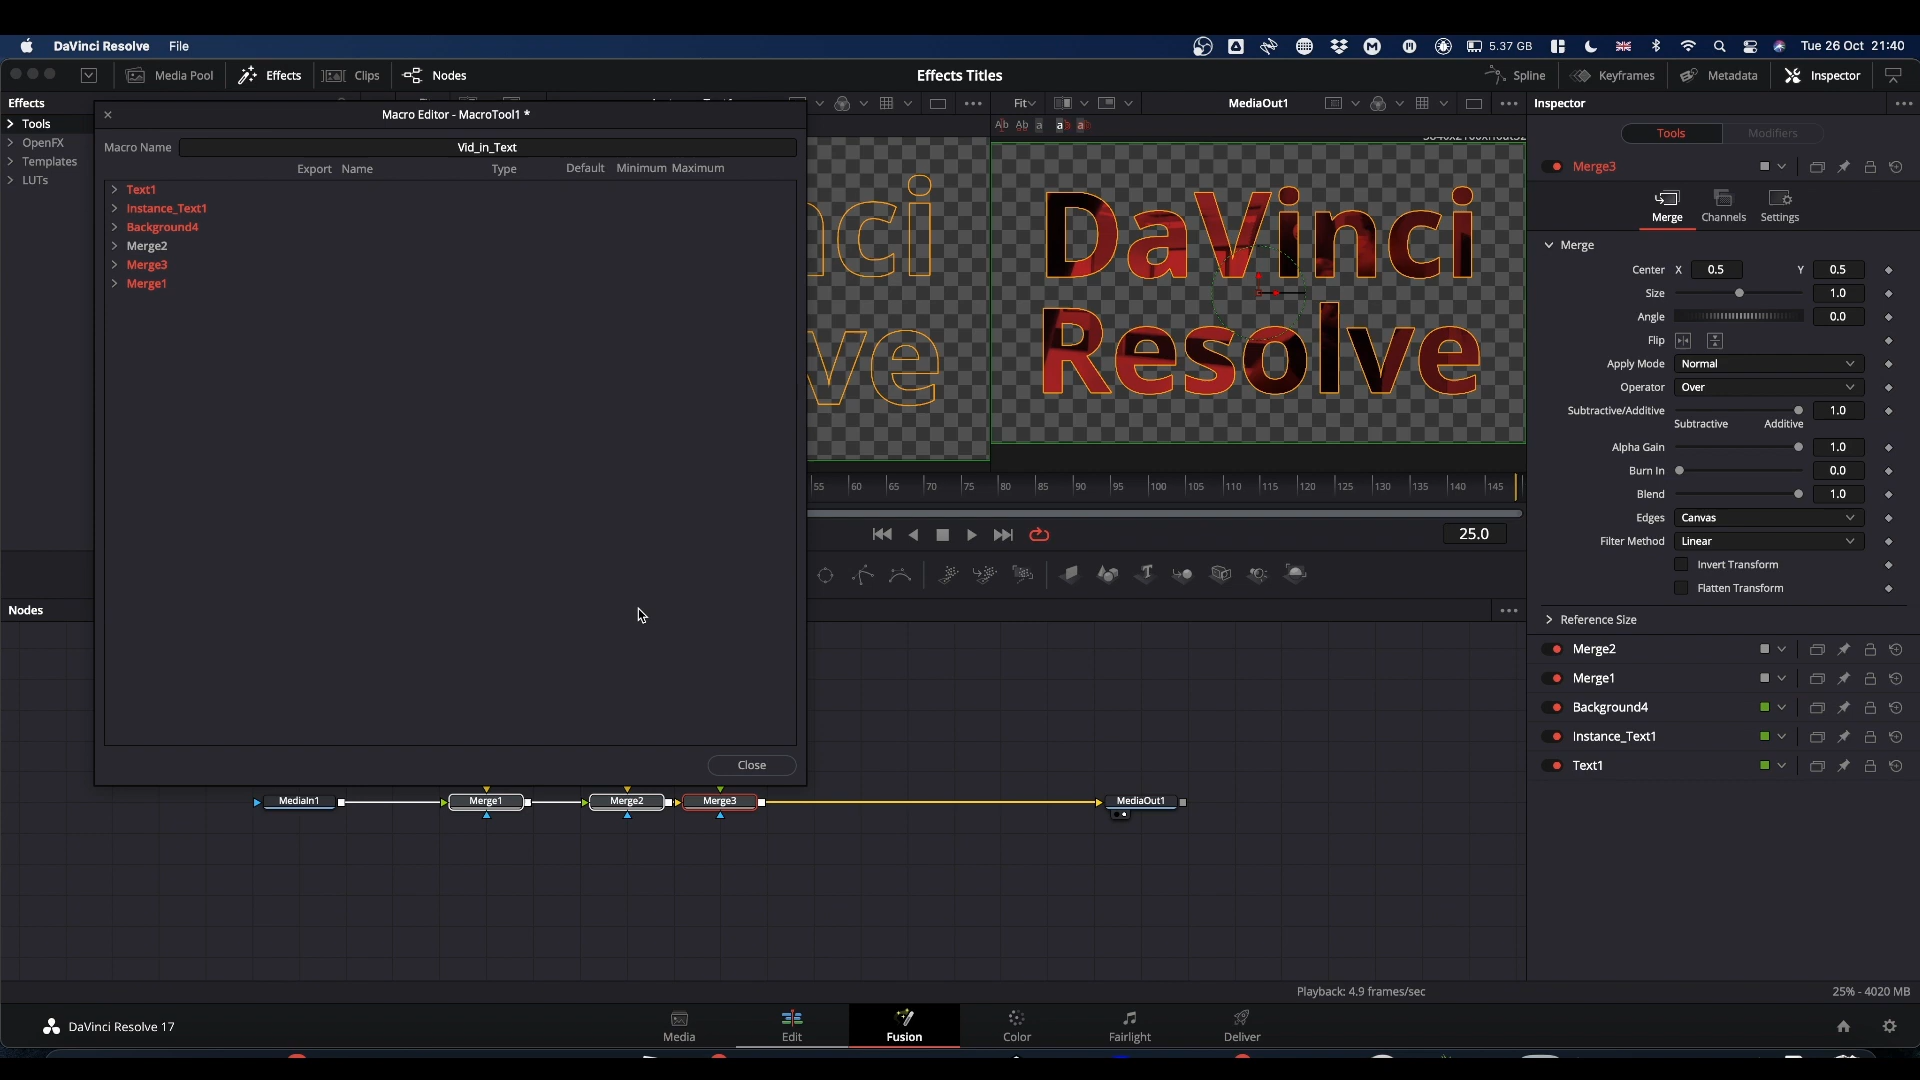 DaVinci Resolve File 5.37 GB Tue 26 Oct 21:40
Media Pool Effects Clips Nodes Effects Titles Spline Keyframes Metadata Inspector
Effects
Tools
OpenFX
Templates
LUTs
Macro Editor - MacroTool1 *
Macro Name Vid_in_Text
Export Name Type Default Minimum Maximum
Text1
Instance_Text1
Background4
Merge2
Merge3
Merge1
Close
Fit MediaOut1
DaVinci
Resolve
nci
ve
55 60 65 70 75 80 85 90 95 100 105 110 115 120 125 130 135 140 145
25.0
Inspector
Tools Modifiers
Merge3
Merge Channels Settings
Merge
Center X 0.5 Y 0.5
Size 1.0
Angle 0.0
Flip
Apply Mode Normal
Operator Over
Subtractive/Additive 1.0
Subtractive Additive
Alpha Gain 1.0
Burn In 0.0
Blend 1.0
Edges Canvas
Filter Method Linear
Invert Transform
Flatten Transform
Reference Size
Merge2
Merge1
Background4
Instance_Text1
Text1
Nodes
MediaIn1 Merge1 Merge2 Merge3 MediaOut1
Playback: 4.9 frames/sec 25% - 4020 MB
DaVinci Resolve 17
Media Edit Fusion Color Fairlight Deliver